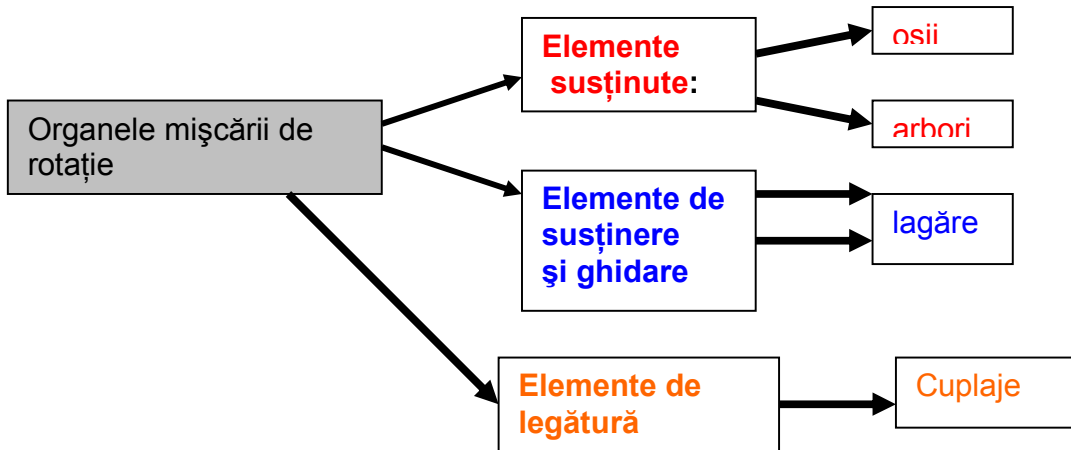 Organele mişcării de
rotație
Elemente
susținute:
osii
arbori
Elemente de
susținere
şi ghidare
lagăre
Elemente de
legătură
Cuplaje